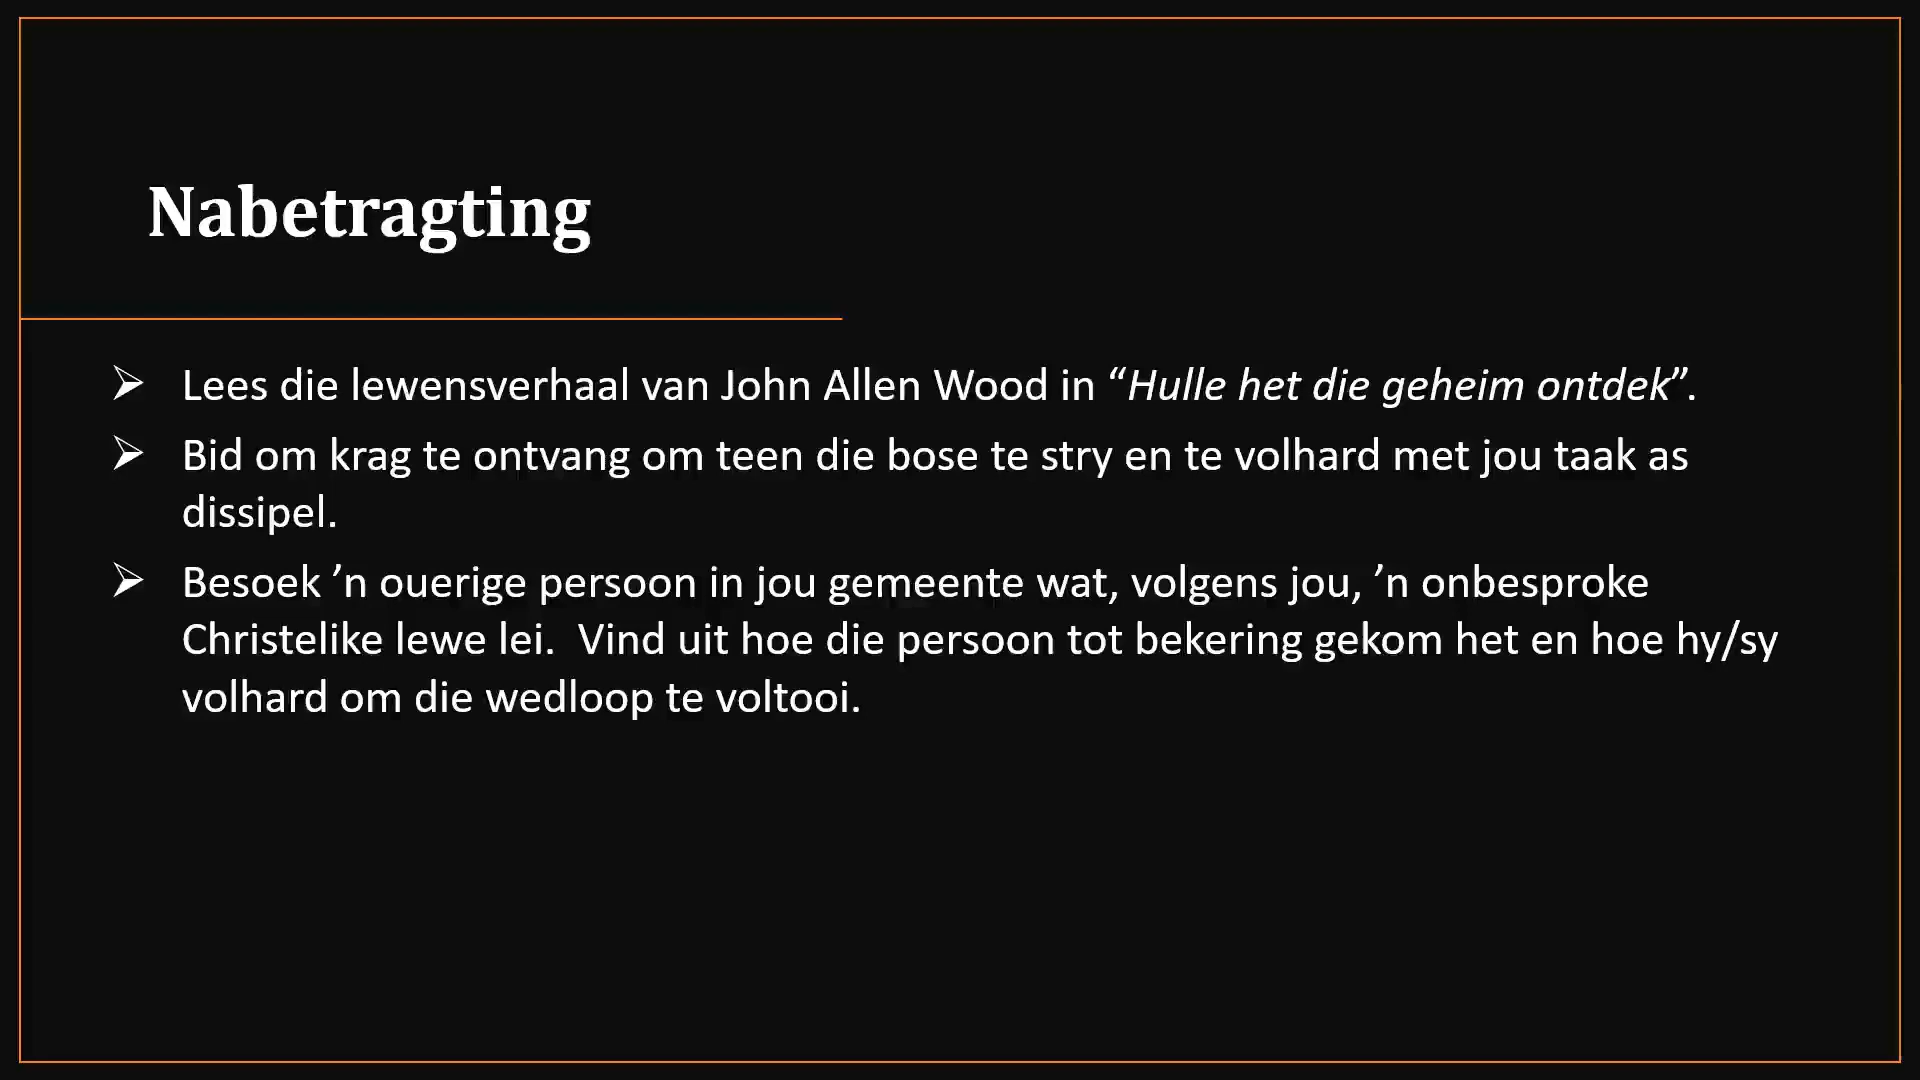 Nabetragting
➢ Lees die lewensverhaal van John Allen Wood in “Hulle het die geheim ontdek”.
➢ Bid om krag te ontvang om teen die bose te stry en te volhard met jou taak as
dissipel.
➢ Besoek ’n ouerige persoon in jou gemeente wat, volgens jou, ’n onbesproke
Christelike lewe lei.  Vind uit hoe die persoon tot bekering gekom het en hoe hy/sy
volhard om die wedloop te voltooi.